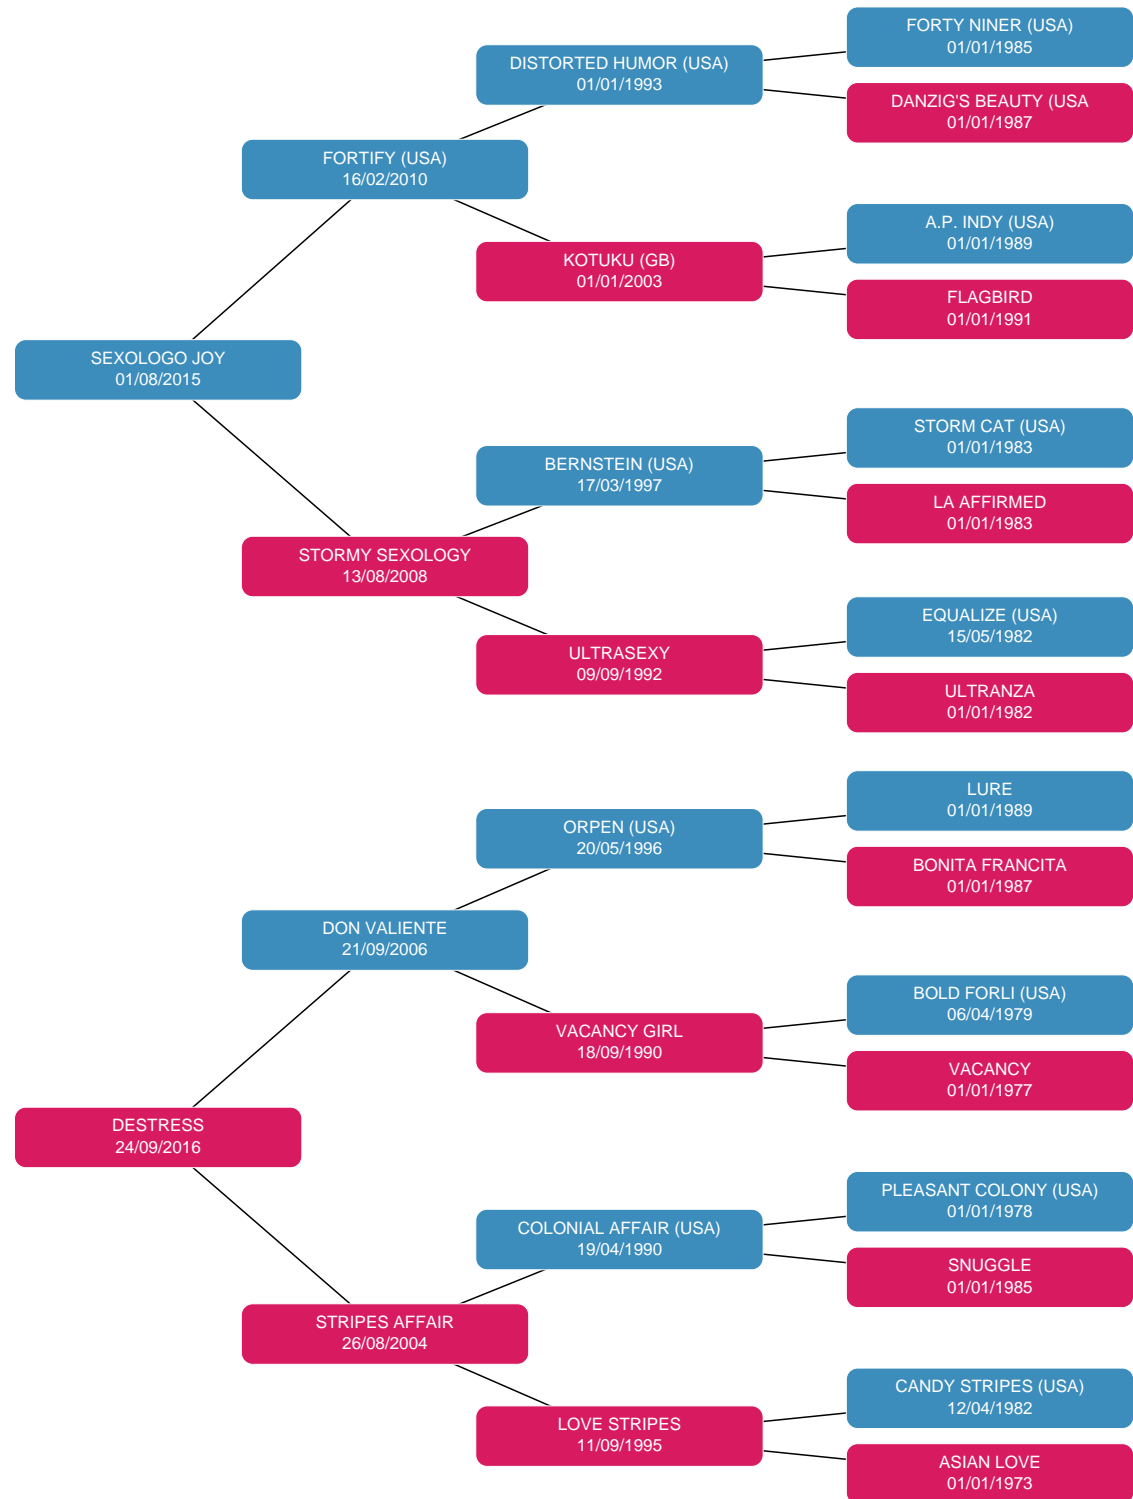 FORTY NINER (USA)
01/01/1985
DISTORTED HUMOR (USA)
01/01/1993
DANZIG'S BEAUTY (USA
01/01/1987
FORTIFY (USA)
16/02/2010
A.P. INDY (USA)
01/01/1989
KOTUKU (GB)
01/01/2003
FLAGBIRD
01/01/1991
SEXOLOGO JOY
01/08/2015
STORM CAT (USA)
01/01/1983
BERNSTEIN (USA)
17/03/1997
LA AFFIRMED
01/01/1983
STORMY SEXOLOGY
13/08/2008
EQUALIZE (USA)
15/05/1982
ULTRASEXY
09/09/1992
ULTRANZA
01/01/1982
LURE
01/01/1989
ORPEN (USA)
20/05/1996
BONITA FRANCITA
01/01/1987
DON VALIENTE
21/09/2006
BOLD FORLI (USA)
06/04/1979
VACANCY GIRL
18/09/1990
VACANCY
01/01/1977
DESTRESS
24/09/2016
PLEASANT COLONY (USA)
01/01/1978
COLONIAL AFFAIR (USA)
19/04/1990
SNUGGLE
01/01/1985
STRIPES AFFAIR
26/08/2004
CANDY STRIPES (USA)
12/04/1982
LOVE STRIPES
11/09/1995
ASIAN LOVE
01/01/1973